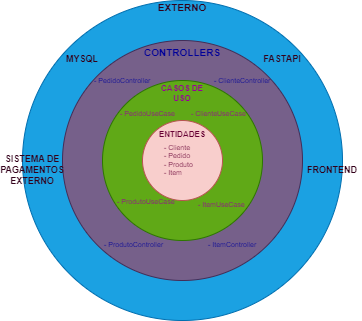 EXTERNO
MYSQL
CONTROLLERS
FASTAPI
- PedidoController
- ClienteController
CASOS DE
USO
- PedidoUseCase
- ClienteUseCase
ENTIDADES
- Cliente
- Pedido
- Produto
- Item
SISTEMA DE
PAGAMENTOS
EXTERNO
FRONTEND
- ProdutoUseCase
- ItemUseCase
- ProdutoController
- ItemController